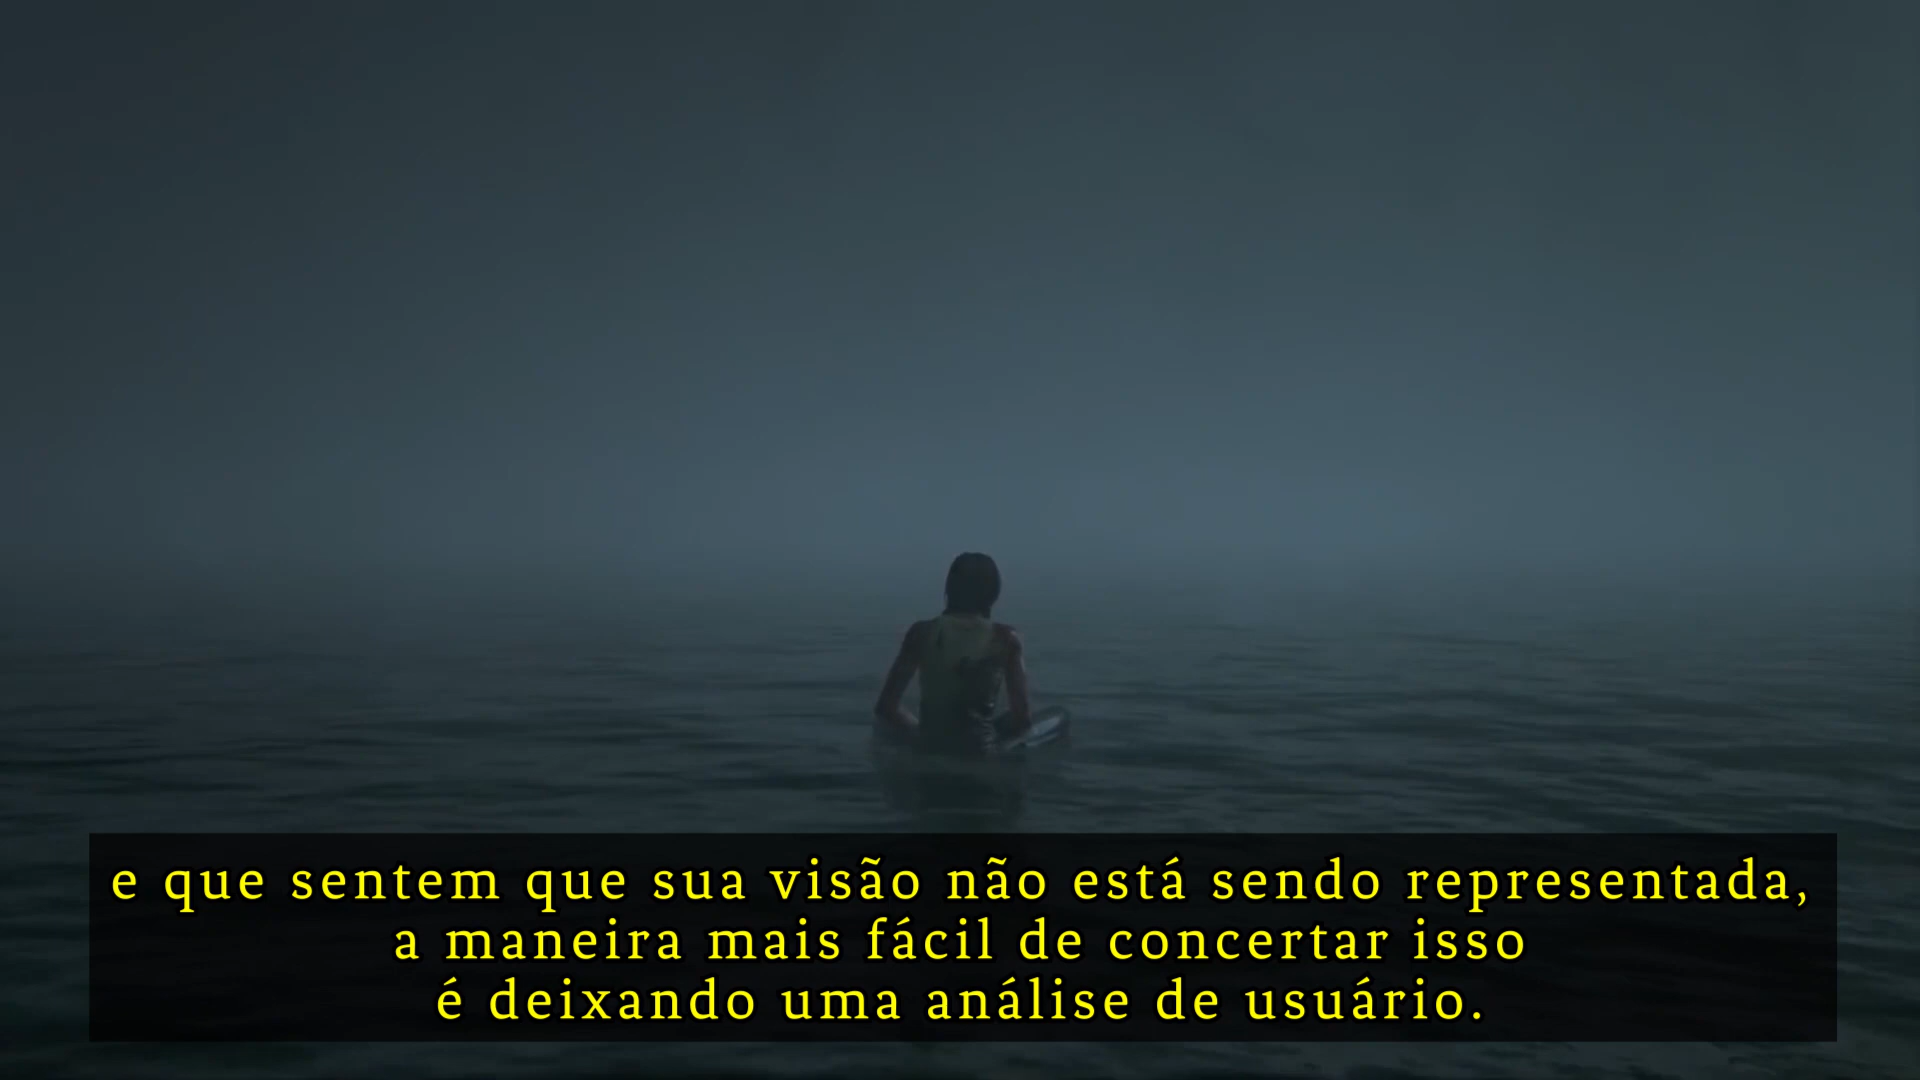 e que sentem que sua visão não está sendo representada,
a maneira mais fácil de concertar isso
é deixando uma análise de usuário.